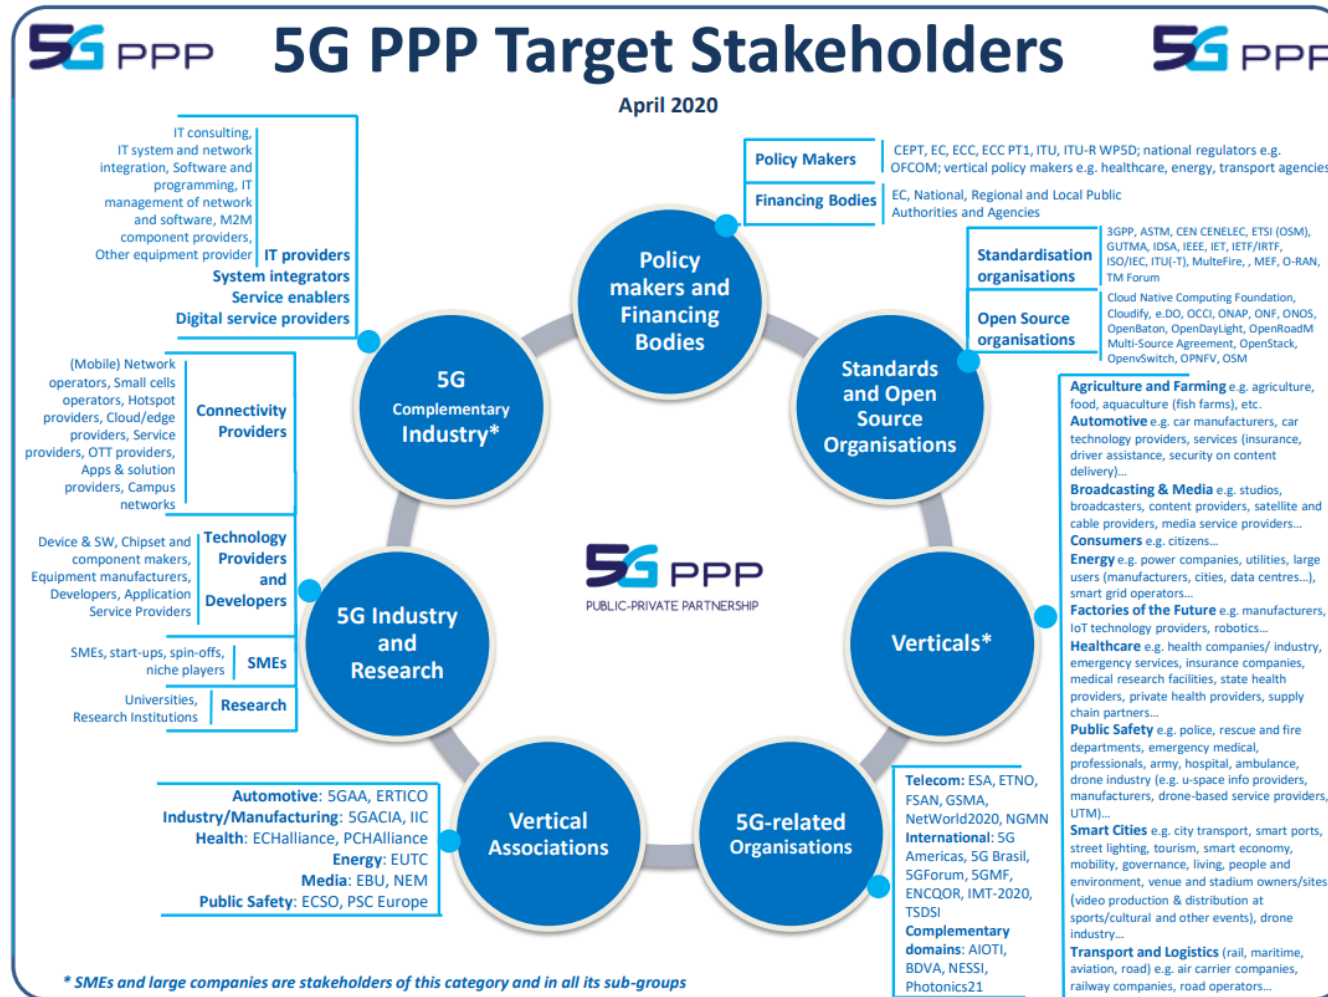 5G PPP
5G PPP Target Stakeholders
5G PPP
April 2020
IT consulting,
IT system and network
integration, Software and
programming, IT
management of network
and software, M2M
component providers,
Other equipment provider
IT providers
System integrators
Service enablers
Digital service providers
Policy Makers
CEPT, EC, ECC, ECC PT1, ITU, ITU-R WP5D; national regulators e.g.
OFCOM; vertical policy makers e.g. healthcare, energy, transport agencies
Financing Bodies
EC, National, Regional and Local Public
Authorities and Agencies
Standardisation
organisations
3GPP, ASTM, CEN CENELEC, ETSI (OSM),
GUTMA, IDSA, IEEE, IET, IETF/IRTF,
ISO/IEC, ITU(-T), MulteFire, , MEF, O-RAN,
TM Forum
Open Source
organisations
Cloud Native Computing Foundation,
Cloudify, e.DO, OCCI, ONAP, ONF, ONOS,
OpenBaton, OpenDayLight, OpenRoadM
Multi-Source Agreement, OpenStack,
OpenvSwitch, OPNFV, OSM
Policy
makers and
Financing
Bodies
5G
Complementary
Industry*
Standards
and Open
Source
Organisations
(Mobile) Network
operators, Small cells
operators, Hotspot
providers, Cloud/edge
providers, Service
providers, OTT providers,
Apps & solution
providers, Campus
networks
Connectivity
Providers
Device & SW, Chipset and
component makers,
Equipment manufacturers,
Developers, Application
Service Providers
Technology
Providers
and
Developers
SMEs, start-ups, spin-offs,
niche players
SMEs
Universities,
Research Institutions
Research
5G Industry
and
Research
5G PPP
PUBLIC-PRIVATE PARTNERSHIP
Verticals*
Agriculture and Farming e.g. agriculture,
food, aquaculture (fish farms), etc.
Automotive e.g. car manufacturers, car
technology providers, services (insurance,
driver assistance, security on content
delivery)...
Broadcasting & Media e.g. studios,
broadcasters, content providers, satellite and
cable providers, media service providers...
Consumers e.g. citizens...
Energy e.g. power companies, utilities, large
users (manufacturers, cities, data centres...),
smart grid operators...
Factories of the Future e.g. manufacturers,
IoT technology providers, robotics...
Healthcare e.g. health companies/ industry,
emergency services, insurance companies,
medical research facilities, state health
providers, private health providers, supply
chain partners...
Public Safety e.g. police, rescue and fire
departments, emergency medical,
professionals, army, hospital, ambulance,
drone industry (e.g. u-space info providers,
manufacturers, drone-based service providers,
UTM)...
Smart Cities e.g. city transport, smart ports,
street lighting, tourism, smart economy,
mobility, governance, living, people and
environment, venue and stadium owners/sites
(video production & distribution at
sports/cultural and other events), drone
industry...
Transport and Logistics (rail, maritime,
aviation, road) e.g. air carrier companies,
railway companies, road operators...
Automotive: 5GAA, ERTICO
Industry/Manufacturing: 5GACIA, IIC
Health: ECHalliance, PCHAlliance
Energy: EUTC
Media: EBU, NEM
Public Safety: ECSO, PSC Europe
Vertical
Associations
5G-related
Organisations
Telecom: ESA, ETNO,
FSAN, GSMA,
NetWorld2020, NGMN
International: 5G
Americas, 5G Brasil,
5GForum, 5GMF,
ENCQOR, IMT-2020,
TSDSI
Complementary
domains: AIOTI,
BDVA, NESSI,
Photonics21
* SMEs and large companies are stakeholders of this category and in all its sub-groups